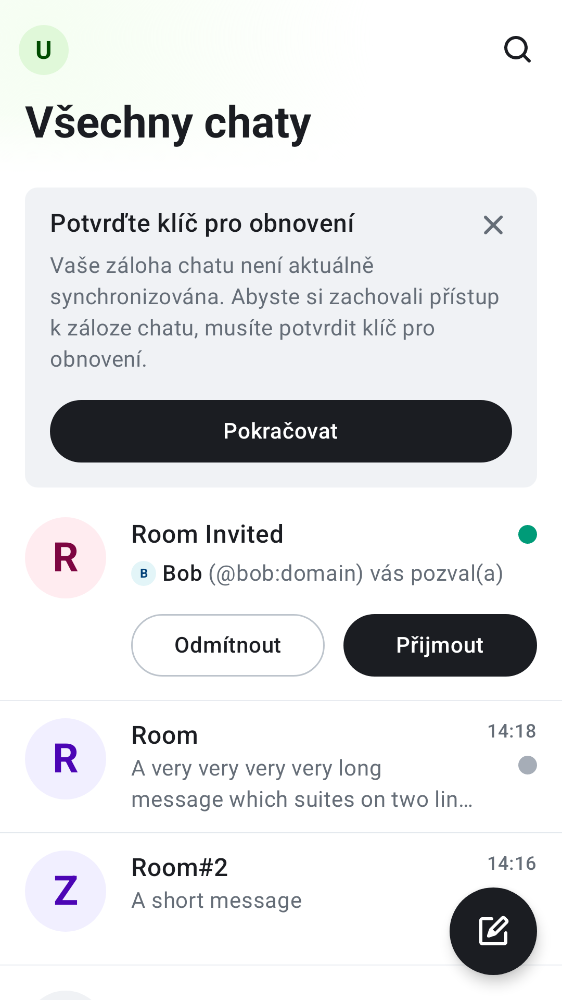 U
Všechny chaty
Potvrďte klíč pro obnovení
Vaše záloha chatu není aktuálně
synchronizována. Abyste si zachovali přístup
k záloze chatu, musíte potvrdit klíč pro
obnovení.
Pokračovat
R
Room Invited
B Bob (@bob:domain) vás pozval(a)
Odmítnout
Přijmout
R
Room
14:18
A very very very very long
message which suites on two lin…
Z
Room#2
14:16
A short message